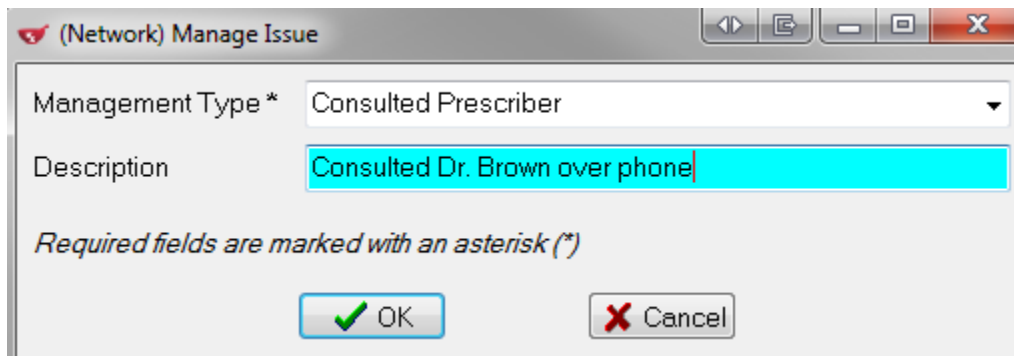 (Network) Manage Issue
Management Type * Consulted Prescriber
Description Consulted Dr. Brown over phone
Required fields are marked with an asterisk (*)
OK Cancel